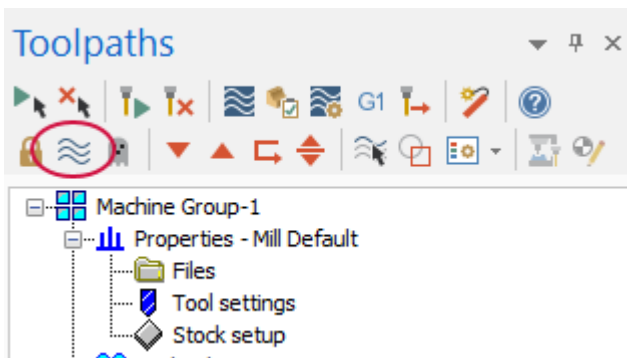 Toolpaths
G1
Machine Group-1
Properties - Mill Default
Files
Tool settings
Stock setup